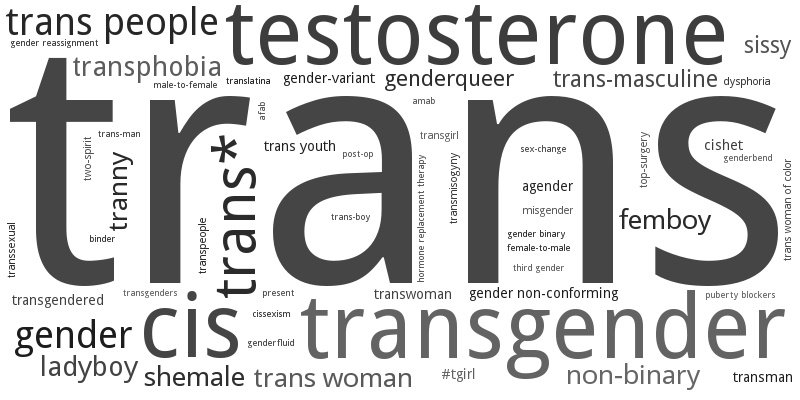 trans people
testosterone
sissy
gender reassignment
transphobia
male-to-female
translatina
gender-variant
genderqueer
trans-masculine
dysphoria
trans
afab
amab
trans-man
two-spirit
tranny
trans*
trans youth
post-op
transgirl
sex-change
top-surgery
cishet
genderbend
trans woman of color
hormone replacement therapy
transmisogyny
agender
misgender
femboy
trans-boy
transsexual
binder
transpeople
gender binary
female-to-male
third gender
transgendered
transgenders
present
transwoman
gender non-conforming
puberty blockers
gender
cis
cissexism
genderfluid
transgender
ladyboy
shemale
trans woman
#tgirl
non-binary
transman